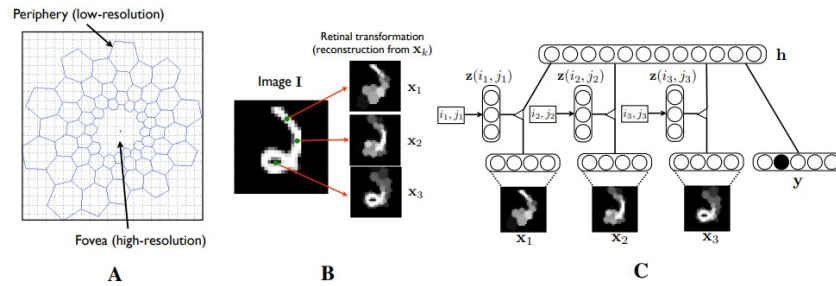 Periphery (low-resolution)
Fovea (high-resolution)
A
Retinal transformation
(reconstruction from x_k)
Image I
x_1
x_2
x_3
B
h
z(i_1, j_1)
z(i_2, j_2)
z(i_3, j_3)
i_1, j_1
i_2, j_2
i_3, j_3
y
x_1
x_2
x_3
C